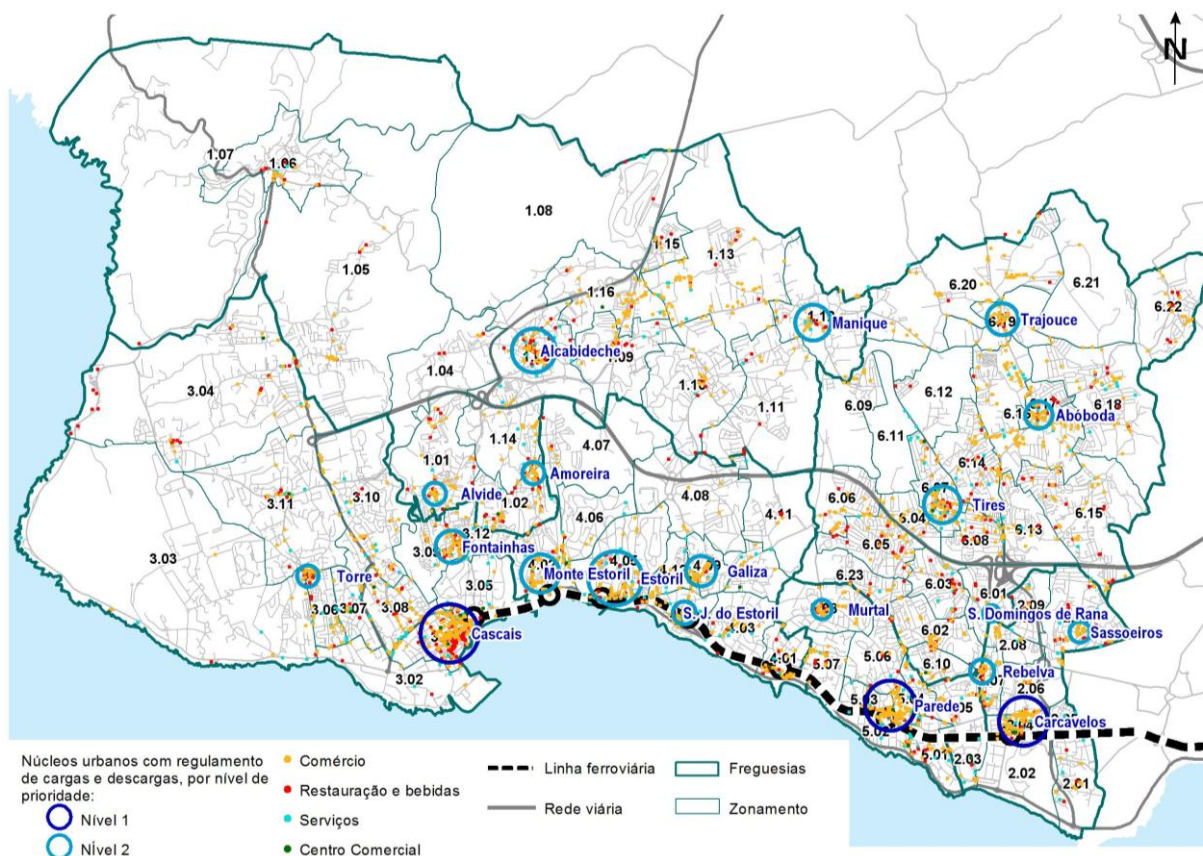 N
1.07
1.06
1.08
1.05
1.15
1.13
1.16
6.20
6.21
6.22
Manique
Trajouce
Alcabideche
1.09
1.04
3.04
1.11
6.09
6.12
6.18
Abóboda
6.11
4.07
1.14
1.01
6.14
Amoreira
Alvide
1.02
4.08
4.11
6.06
6.04
Tires
6.13
6.15
3.10
3.11
3.03
3.12
Fontainhas
4.06
6.05
6.08
Torre
3.05
Monte Estoril
4.05
Estoril
Galiza
6.23
6.03
6.01
2.09
3.06
3.07
3.08
S. J. do Estoril
Murtal
S. Domingos de Rana
Cascais
4.03
6.02
Sassoeiros
2.08
3.02
4.01
5.07
5.06
6.10
Rebelva
2.06
Parede
Carcavelos
5.02
5.01
2.03
2.02
2.01
Núcleos urbanos com regulamento
de cargas e descargas, por nível de
prioridade:
Nível 1
Nível 2
Comércio
Restauração e bebidas
Serviços
Centro Comercial
Linha ferroviária
Rede viária
Freguesias
Zonamento